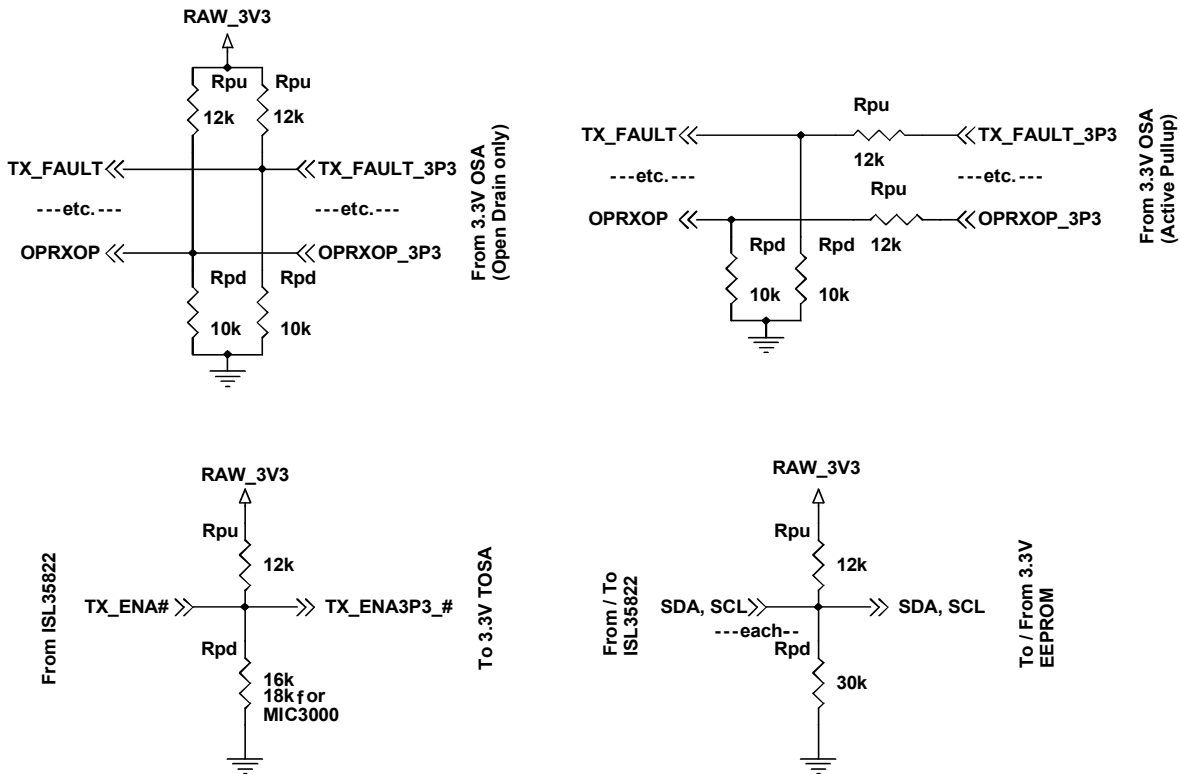 RAW_3V3
Rpu Rpu
12k 12k
TX_FAULT TX_FAULT_3P3
---etc.--- ---etc.---
OPRXOP OPRXOP_3P3
Rpd Rpd
10k 10k
From 3.3V OSA
(Open Drain only)
Rpu
TX_FAULT TX_FAULT_3P3
12k
---etc.--- ---etc.---
Rpu
OPRXOP OPRXOP_3P3
12k
Rpd Rpd
10k 10k
From 3.3V OSA
(Active Pullup)
RAW_3V3
Rpu
12k
From ISL35822
TX_ENA# TX_ENA3P3_#
To 3.3V TOSA
Rpd
16k
18k for
MIC3000
RAW_3V3
Rpu
12k
From / To
ISL35822
SDA, SCL SDA, SCL
---each--
To / From 3.3V
EEPROM
Rpd
30k